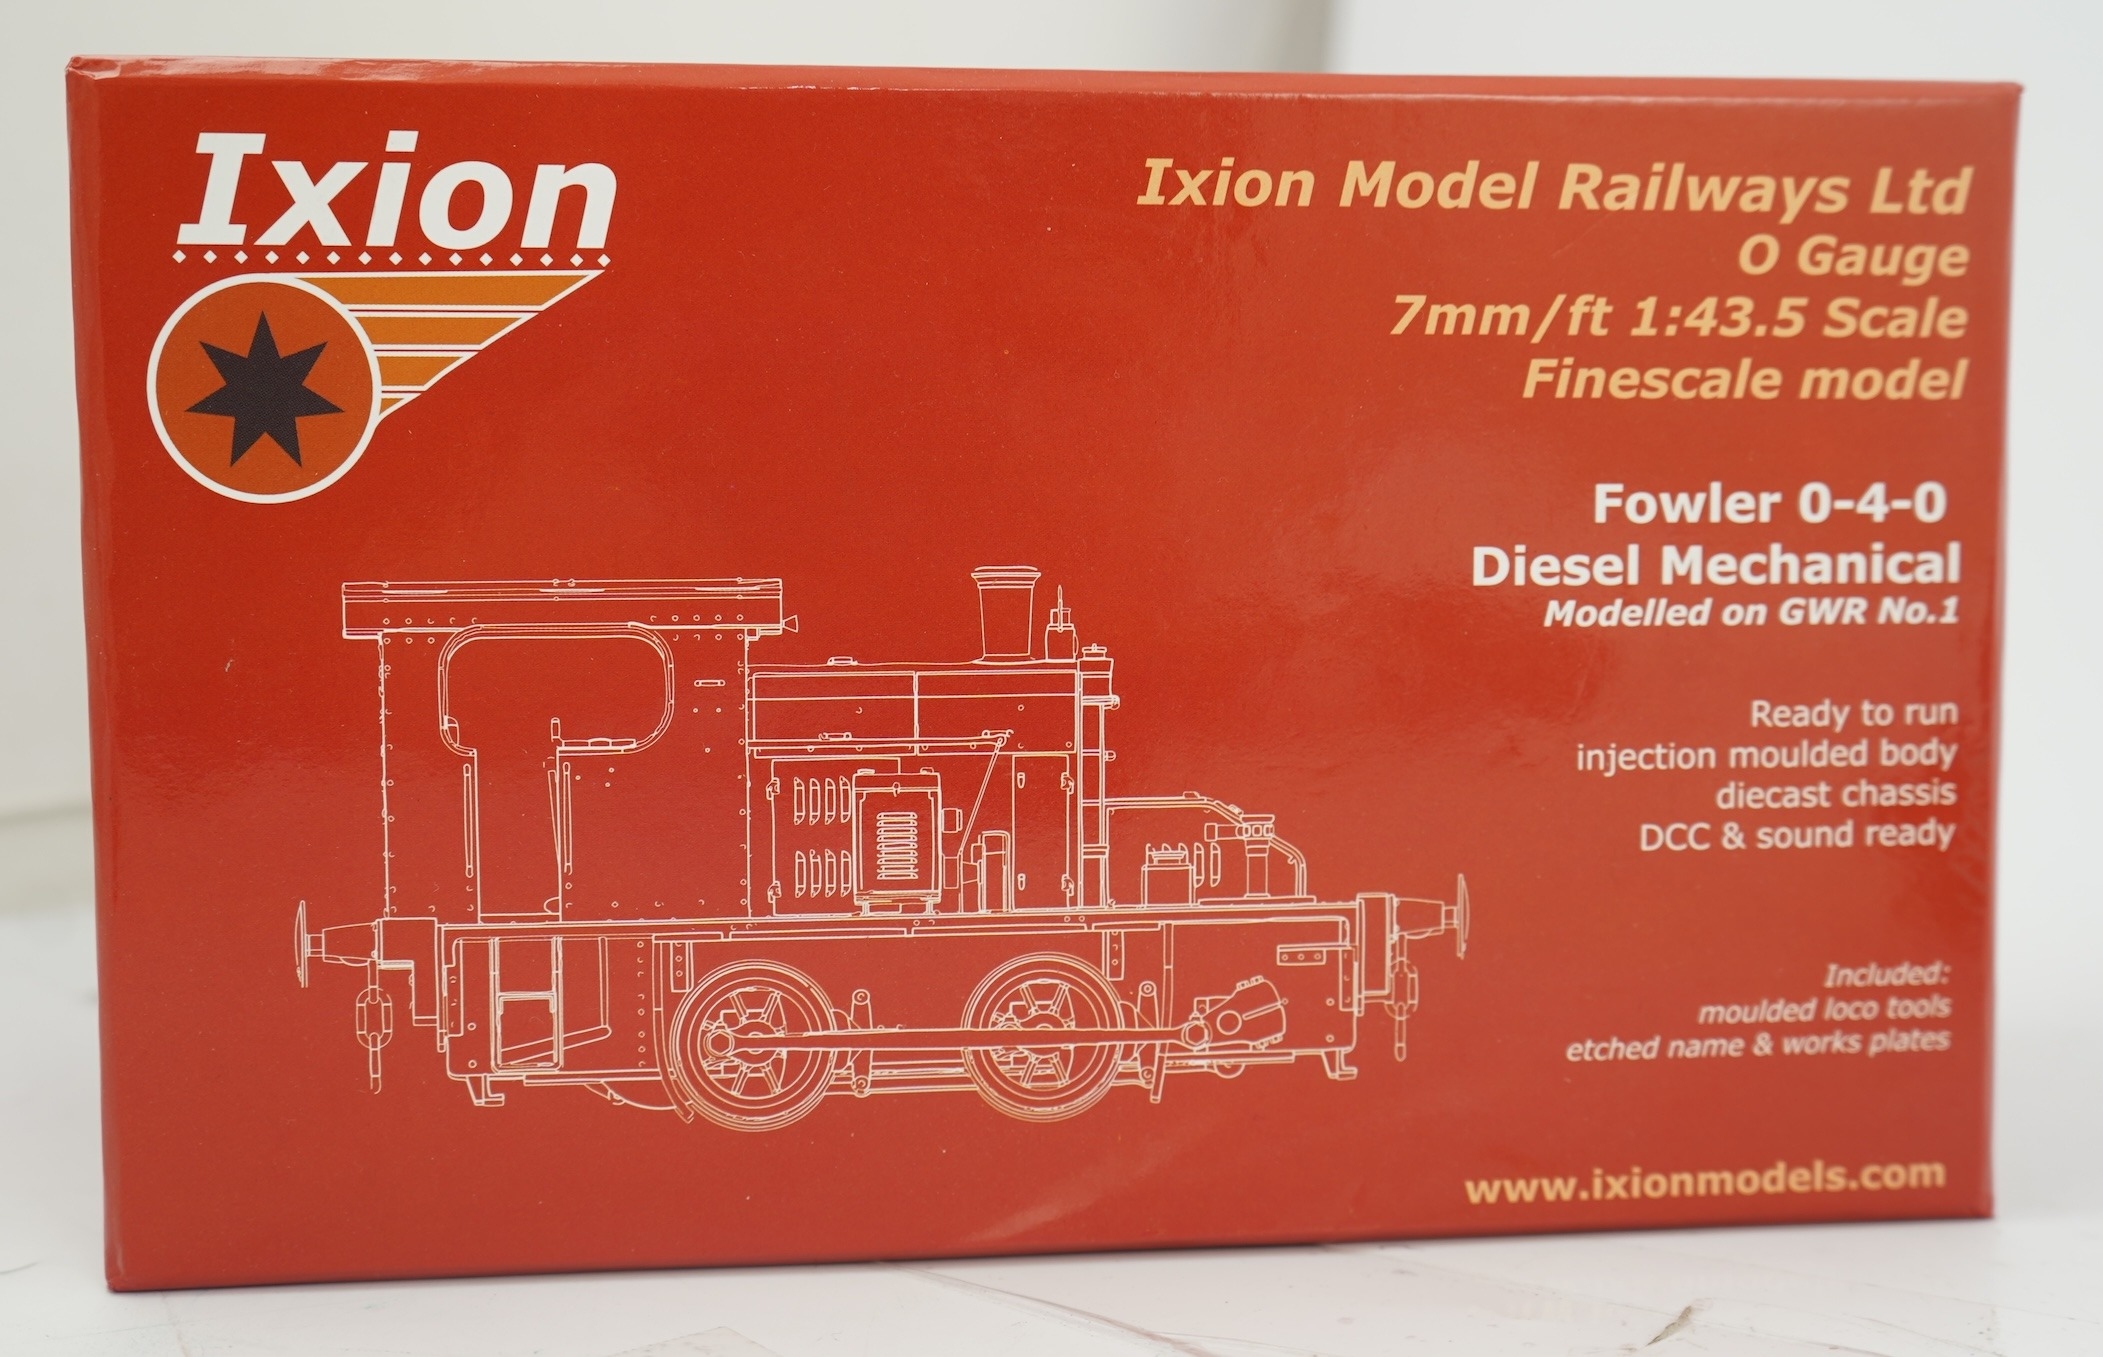 Ixion
Ixion Model Railways Ltd
O Gauge
7mm/ft 1:43.5 Scale
Finescale model
Fowler 0-4-0
Diesel Mechanical
Modelled on GWR No.1
Ready to run
injection moulded body
diecast chassis
DCC & sound ready
Included:
moulded loco tools
etched name & works plates
www.ixionmodels.com